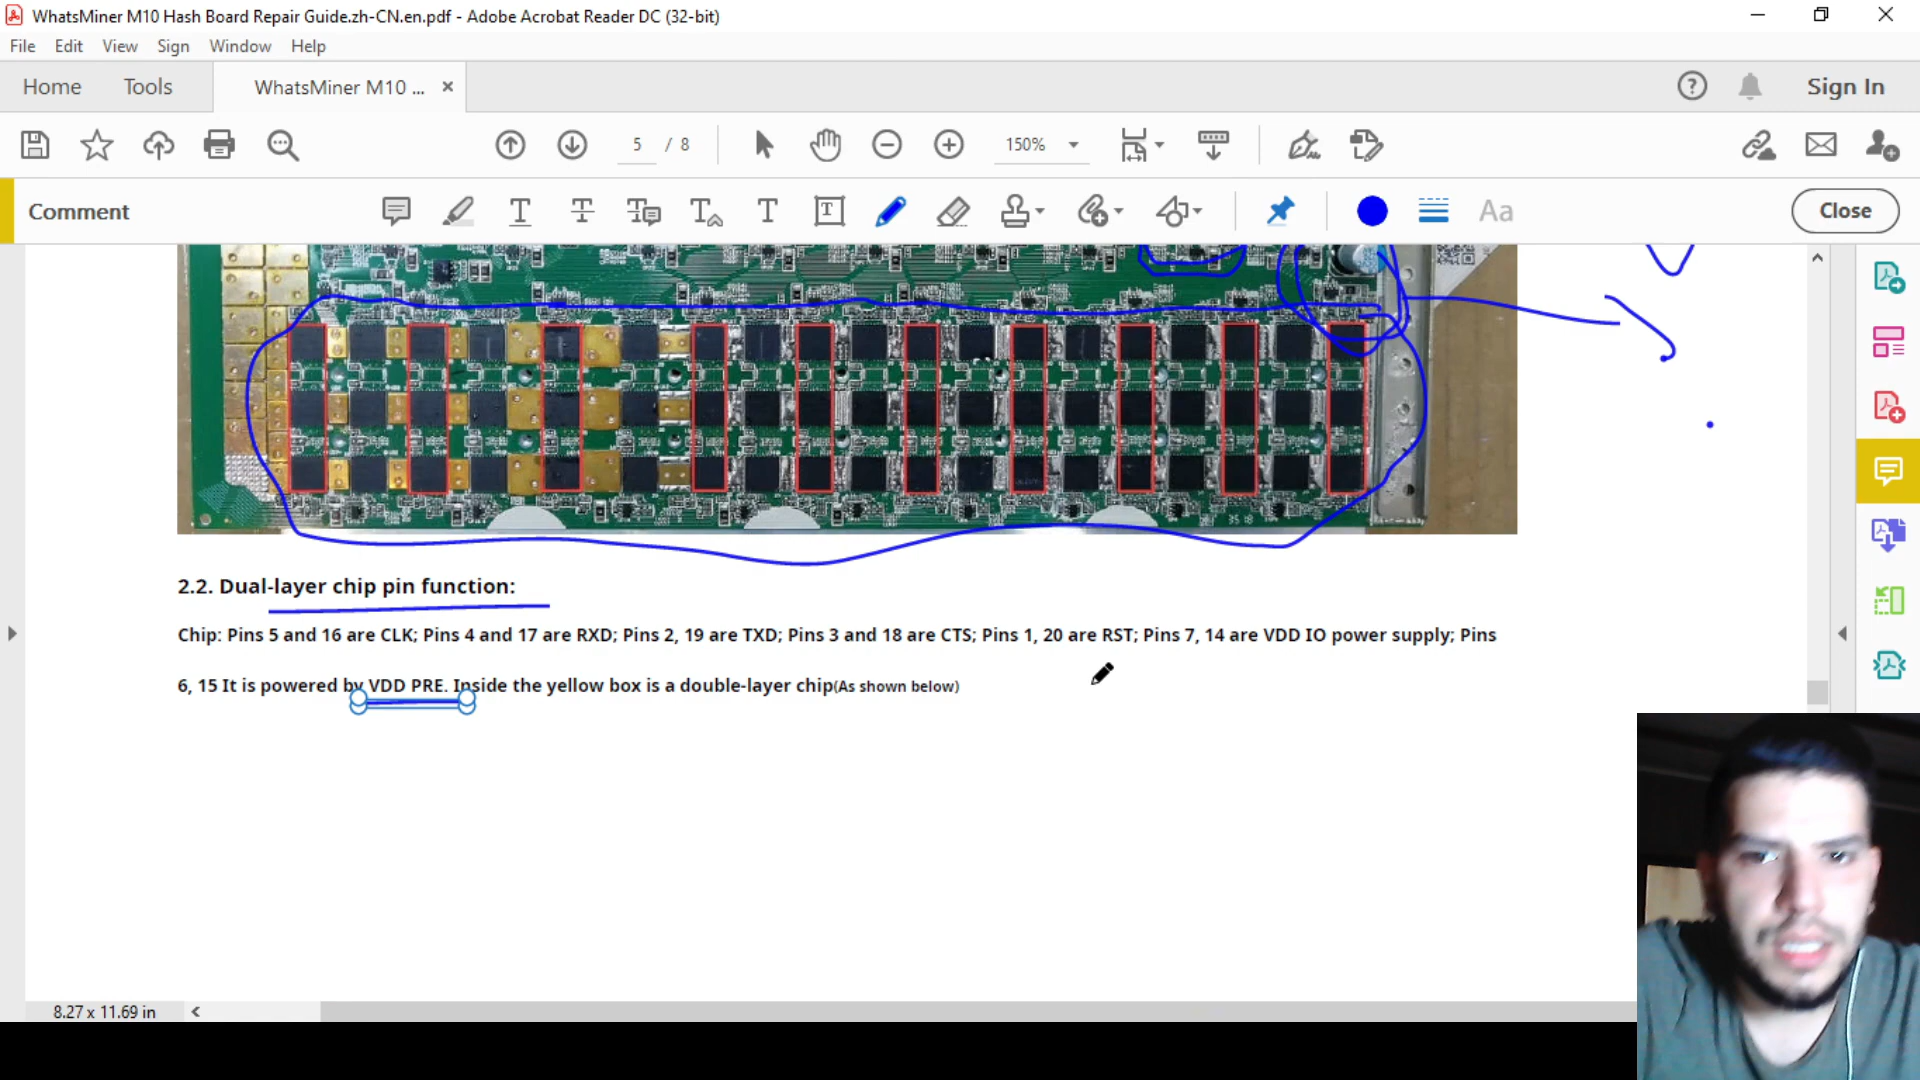 WhatsMiner M10 Hash Board Repair Guide.zh-CN.en.pdf - Adobe Acrobat Reader DC (32-bit)
File Edit View Sign Window Help
Home Tools WhatsMiner M10 ... × Sign In
5 / 8 150%
Comment Aa Close
2.2. Dual-layer chip pin function:
Chip: Pins 5 and 16 are CLK; Pins 4 and 17 are RXD; Pins 2, 19 are TXD; Pins 3 and 18 are CTS; Pins 1, 20 are RST; Pins 7, 14 are VDD IO power supply; Pins
6, 15 It is powered by VDD PRE. Inside the yellow box is a double-layer chip(As shown below)
8.27 x 11.69 in